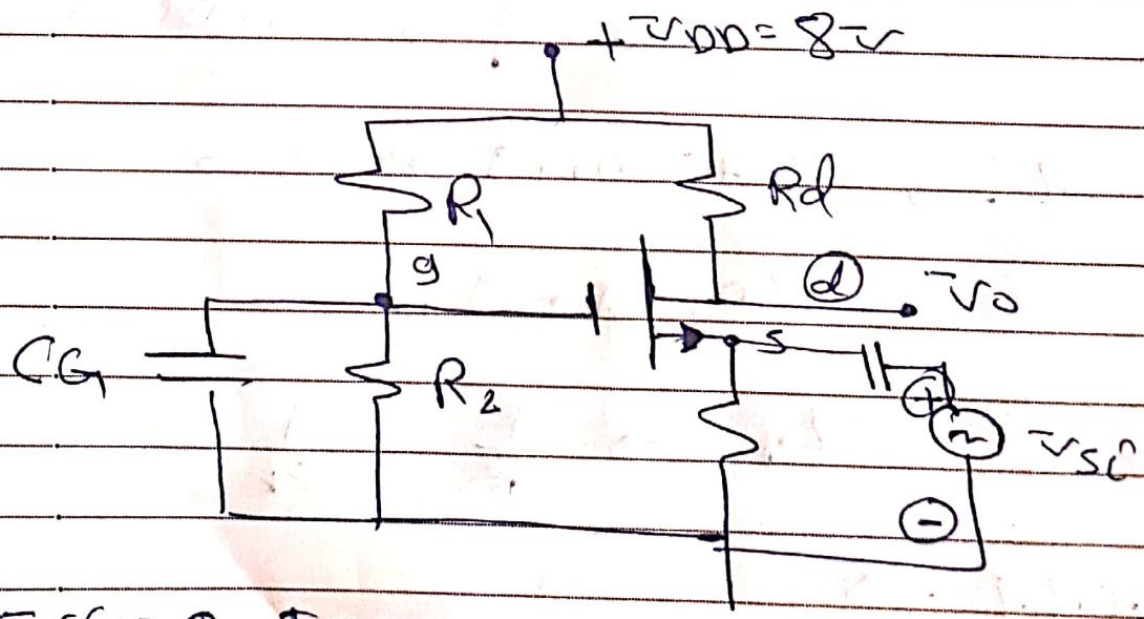 + VDD = 8V
R1
Rd
g
d
Vo
S
CG
R2
+
~
Vsi
-